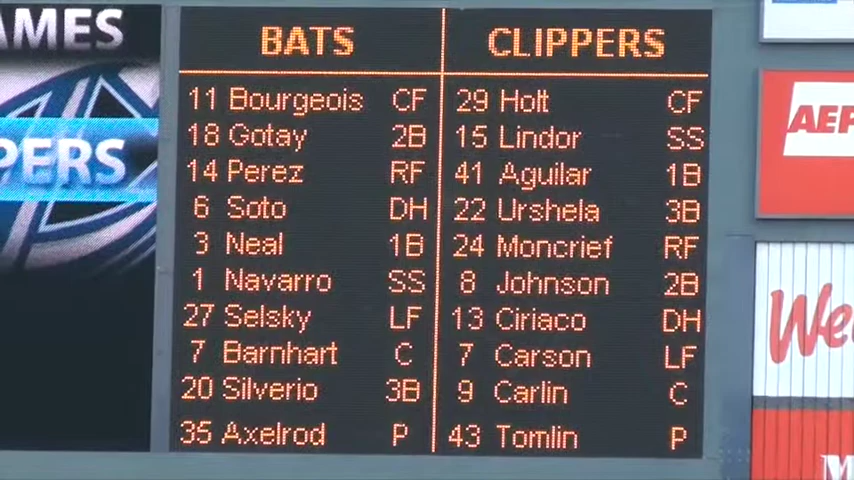 AMES
PERS
BATS
11 Bourgeois CF
18 Gotay 2B
14 Perez RF
6 Soto DH
3 Neal 1B
1 Navarro SS
27 Selsky LF
7 Barnhart C
20 Silverio 3B
35 Axelrod P
CLIPPERS
29 Holt CF
15 Lindor SS
41 Aguilar 1B
22 Urshela 3B
24 Moncrief RF
8 Johnson 2B
13 Ciriaco DH
7 Carson LF
9 Carlin C
43 Tomlin P
AEP
We
M